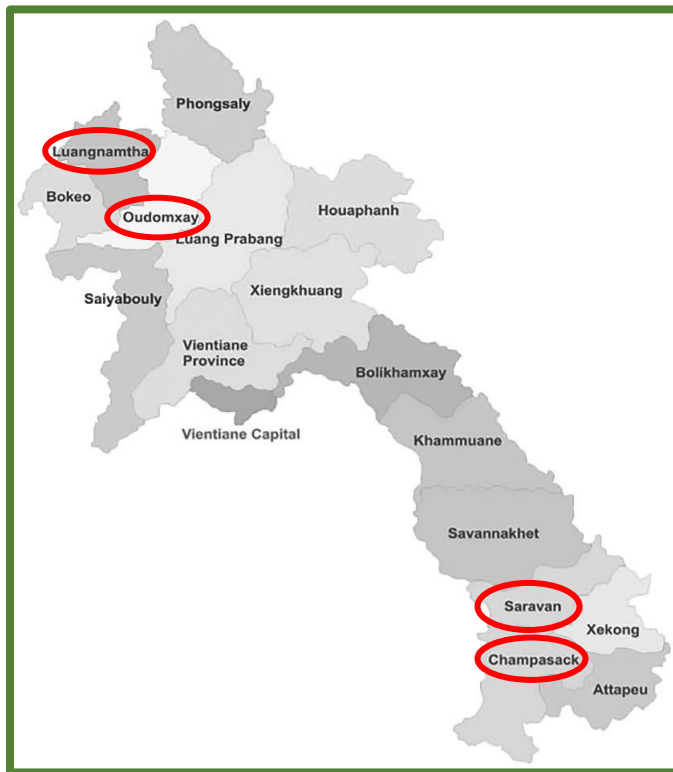 Phongsaly
Luangnamtha
Bokeo
Oudomxay
Houaphanh
Luang Prabang
Xiengkhuang
Saiyabouly
Vientiane
Province
Bolikhamxay
Vientiane Capital
Khammuane
Savannakhet
Saravan
Xekong
Champasack
Attapeu